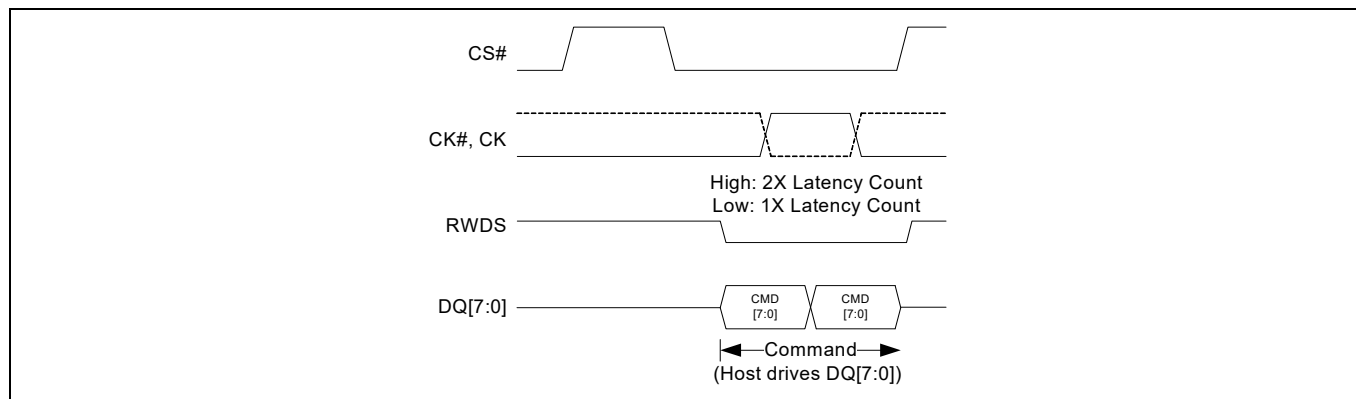 CS#
CK#, CK
High: 2X Latency Count
Low: 1X Latency Count
RWDS
DQ[7:0]
CMD
[7:0]
CMD
[7:0]
Command
(Host drives DQ[7:0])